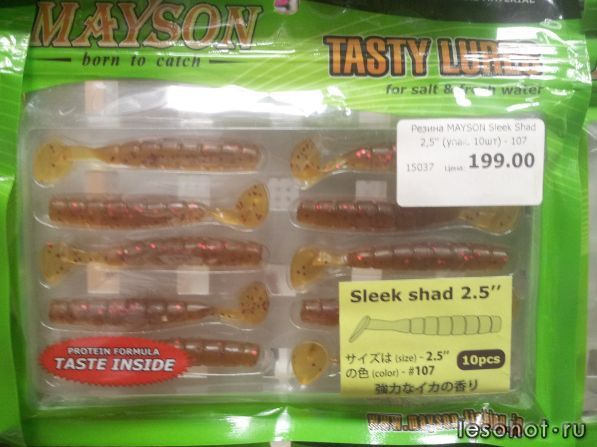 MAYSON
born to catch
TASTY LURES
for salt & fresh water
Резина MAYSON Sleek Shad
2,5" (упак. 10шт) - 107
15037 Цена 199.00
Sleek shad 2.5''
サイズは (size) - 2.5''
の色 (color) - #107
10pcs
強力なイカの香り
PROTEIN FORMULA
TASTE INSIDE
lesonot.ru